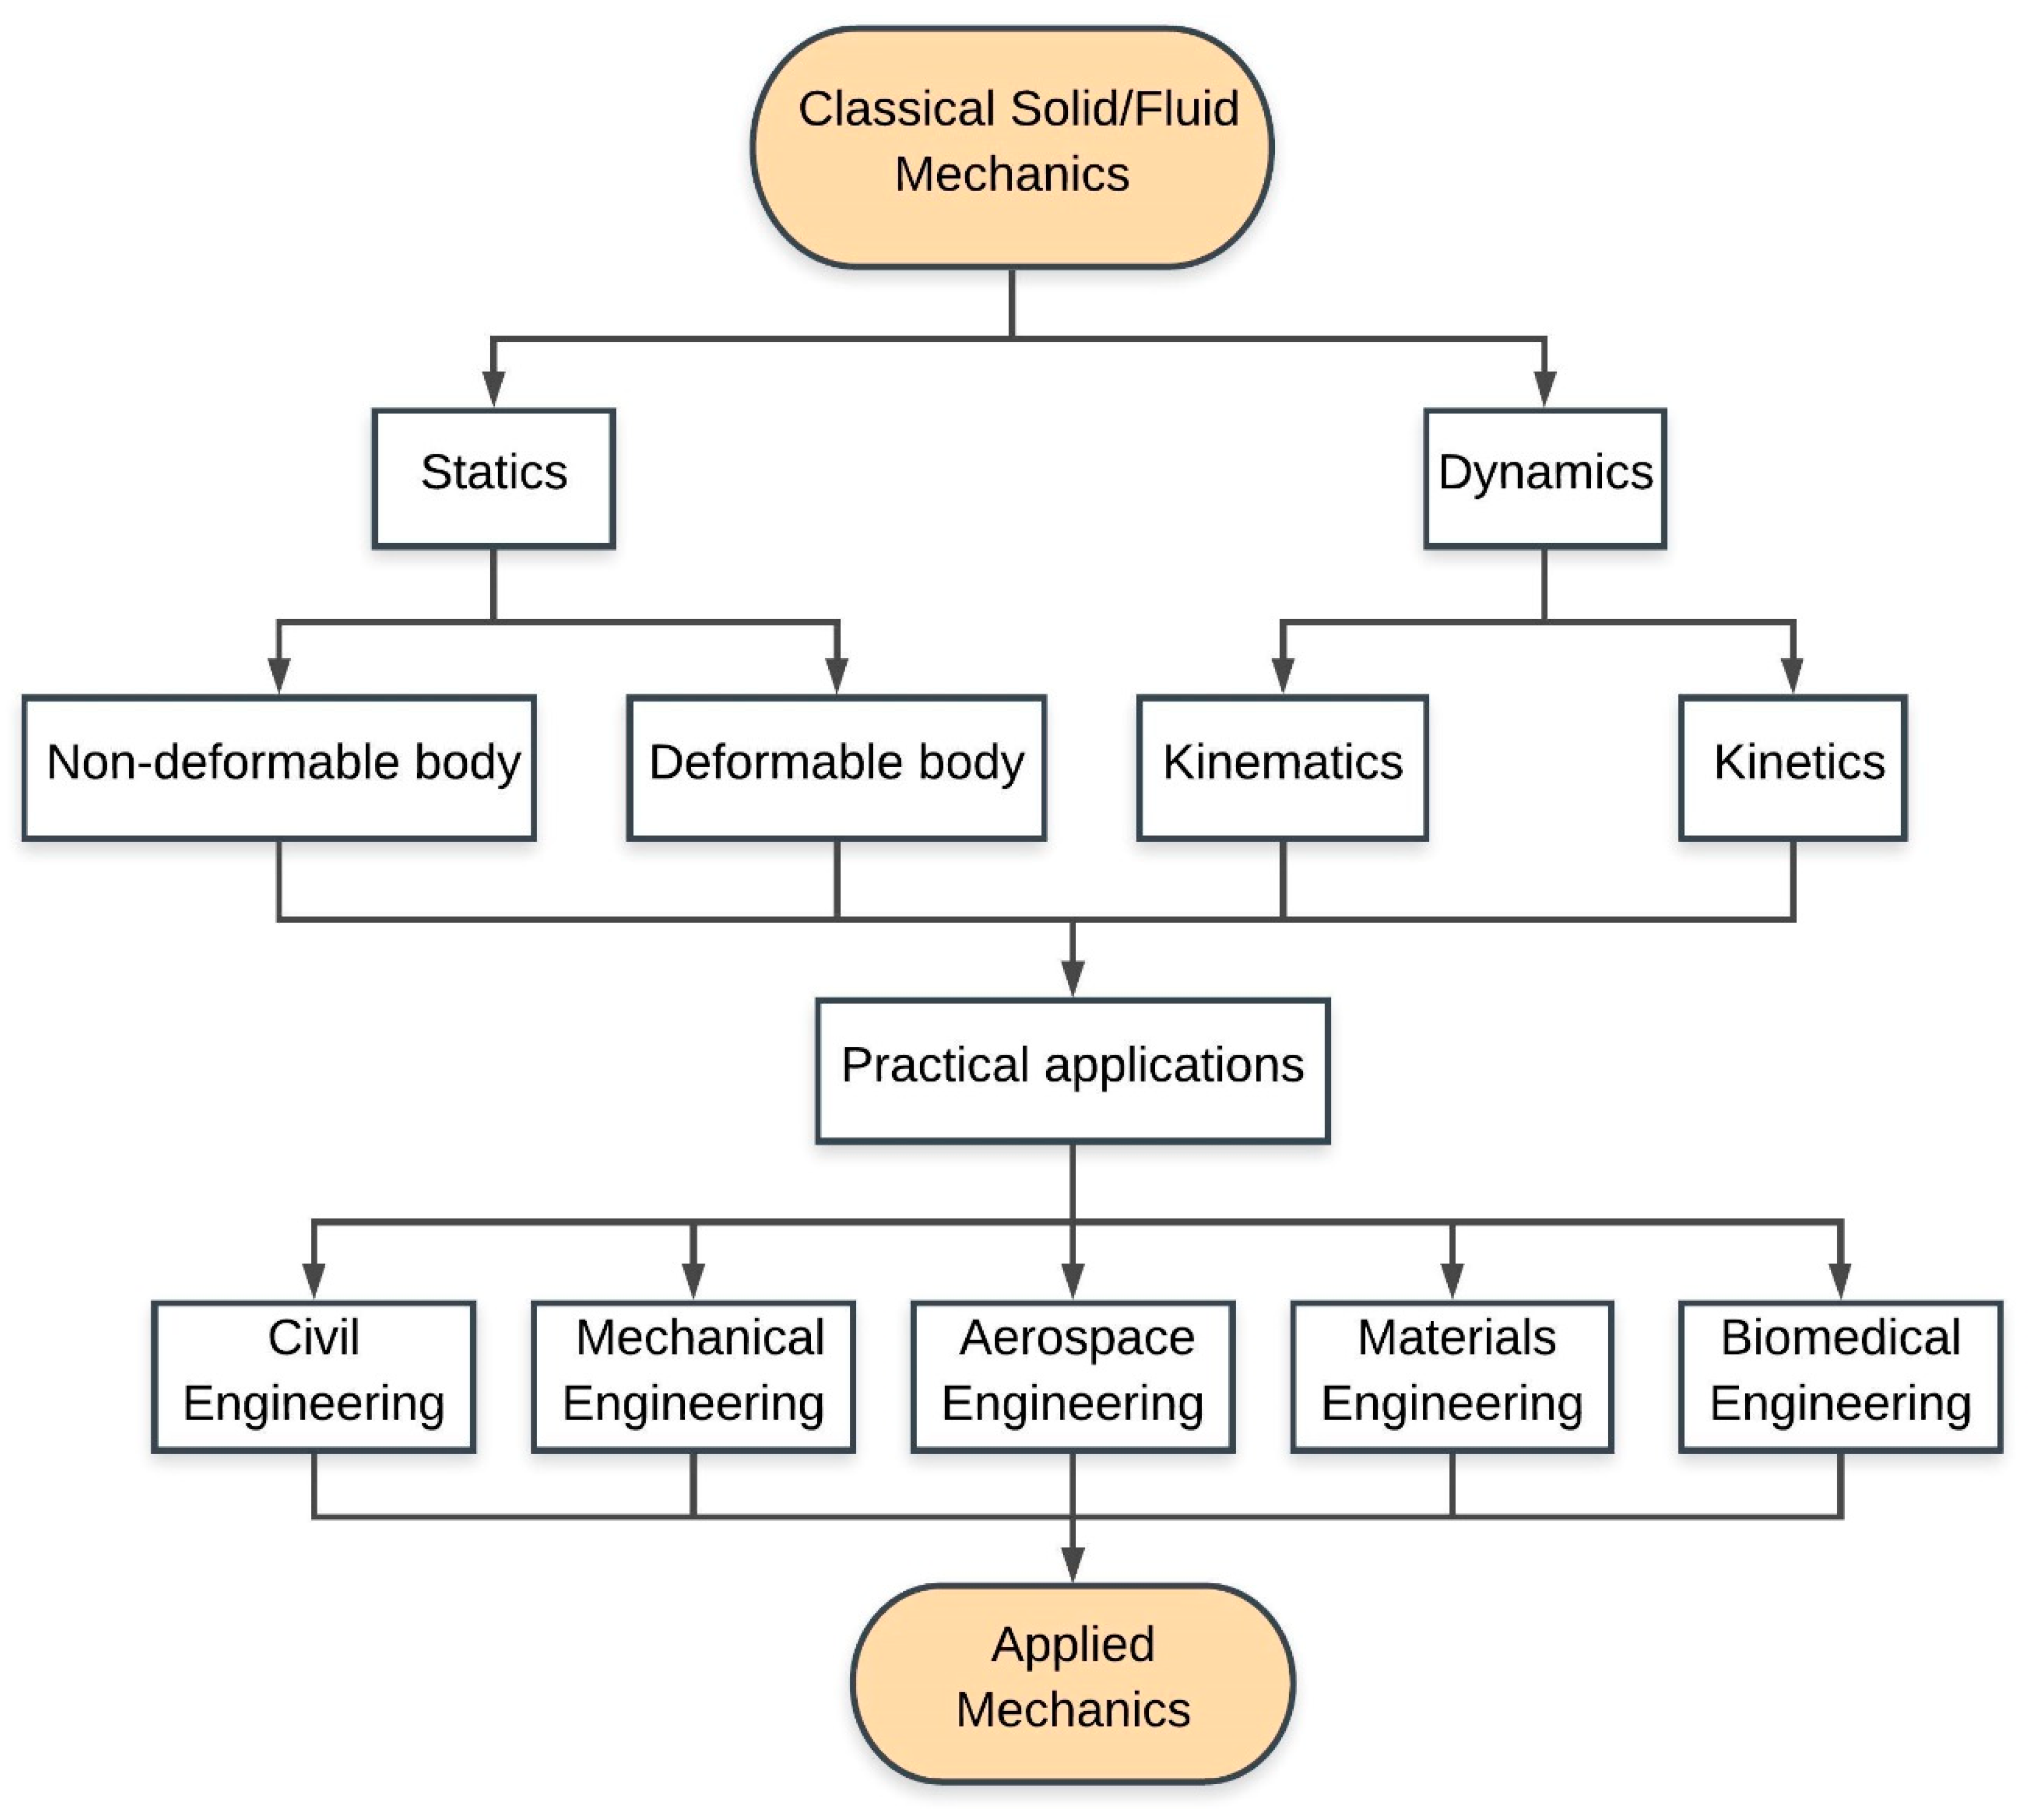 Classical Solid/Fluid
Mechanics
Statics
Dynamics
Non-deformable body
Deformable body
Kinematics
Kinetics
Practical applications
Civil
Engineering
Mechanical
Engineering
Aerospace
Engineering
Materials
Engineering
Biomedical
Engineering
Applied
Mechanics